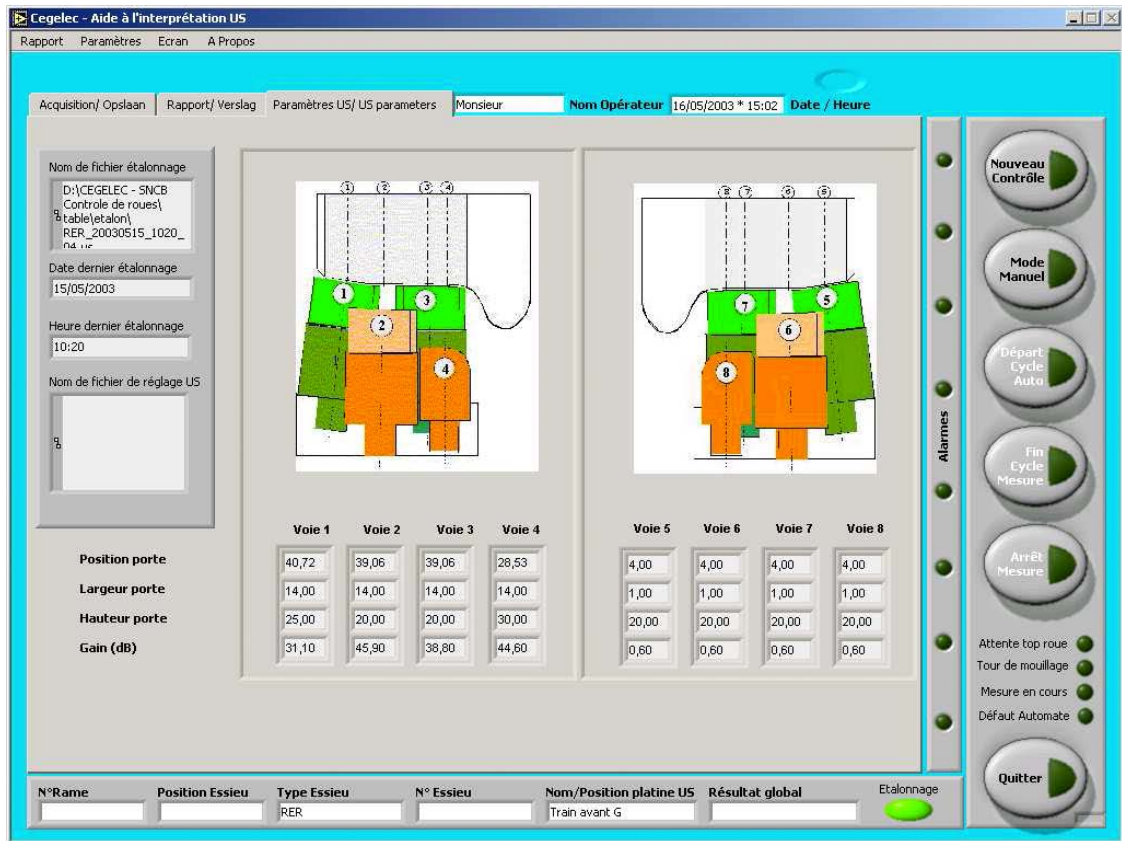 Cegelec - Aide à l'interprétation US
Rapport Paramètres Ecran A Propos
Acquisition/ Opslaan Rapport/ Verslag Paramètres US/ US parameters Monsieur Nom Opérateur 16/05/2003 * 15:02 Date / Heure
Nom de fichier étalonnage
D:\CEGELEC - SNCB
Controle de roues\
table\etalon\
RER_20030515_1020_
04.us
Date dernier étalonnage
15/05/2003
Heure dernier étalonnage
10:20
Nom de fichier de réglage US
1 2 3 4
1
3
2
4
8 7 6 5
7
5
6
8
Voie 1 Voie 2 Voie 3 Voie 4 Voie 5 Voie 6 Voie 7 Voie 8
Position porte 40,72 39,06 39,06 28,53 4,00 4,00 4,00 4,00
Largeur porte 14,00 14,00 14,00 14,00 1,00 1,00 1,00 1,00
Hauteur porte 25,00 20,00 20,00 30,00 20,00 20,00 20,00 20,00
Gain (dB) 31,10 45,90 38,80 44,60 0,60 0,60 0,60 0,60
Alarmes
Nouveau
Contrôle
Mode
Manuel
Départ
Cycle
Auto
Fin
Cycle
Mesure
Arrêt
Mesure
Attente top roue
Tour de mouillage
Mesure en cours
Défaut Automate
Quitter
N°Rame Position Essieu Type Essieu N° Essieu Nom/Position platine US Résultat global Etalonnage
RER Train avant G